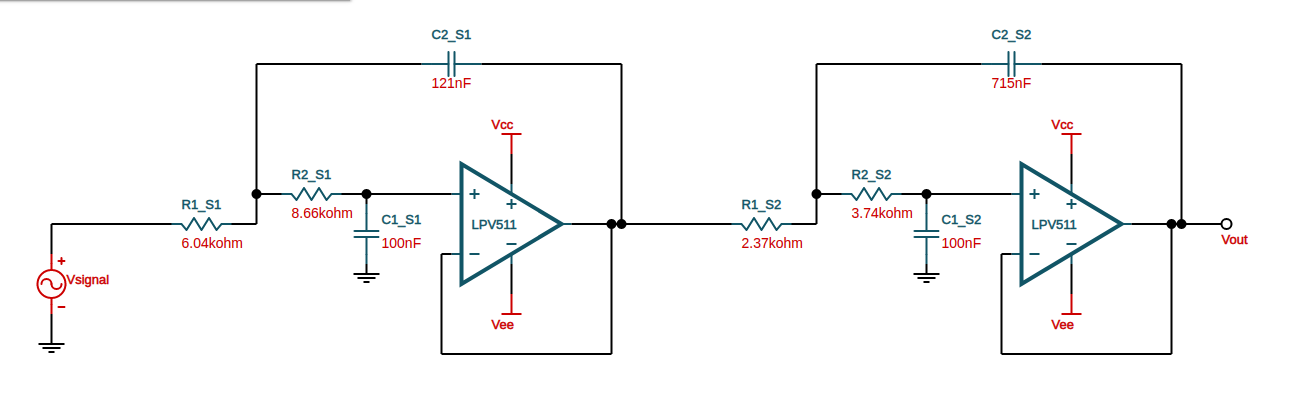 C2_S1
121nF
C2_S2
715nF
Vcc
Vcc
R2_S1
8.66kohm
R2_S2
3.74kohm
R1_S1
6.04kohm
C1_S1
100nF
LPV511
R1_S2
2.37kohm
C1_S2
100nF
LPV511
Vout
Vsignal
Vee
Vee